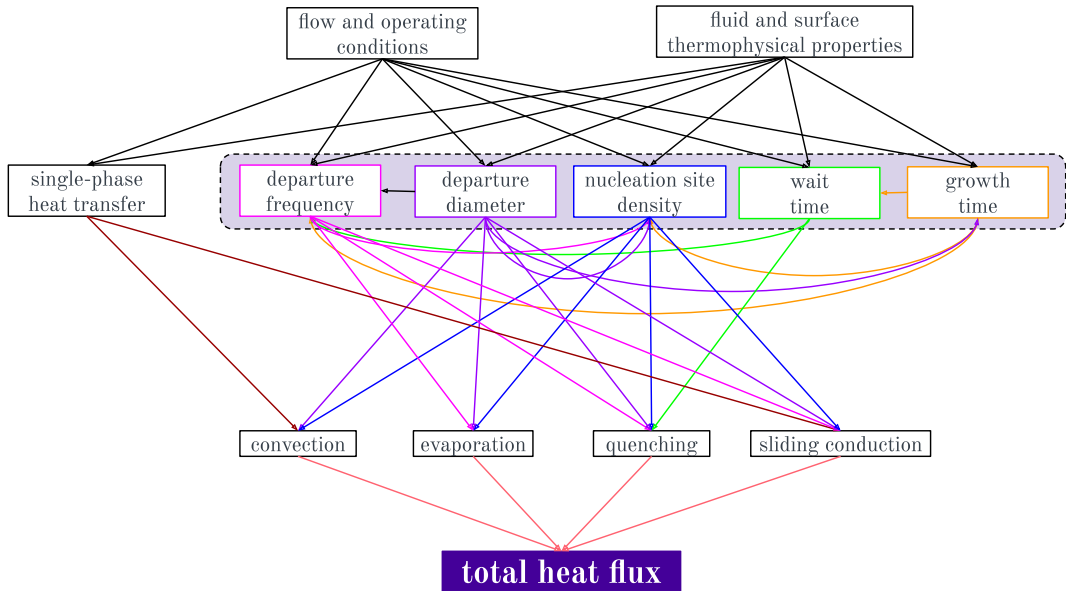 flow and operating
conditions
fluid and surface
thermophysical properties
single-phase
heat transfer
departure
frequency
departure
diameter
nucleation site
density
wait
time
growth
time
convection
evaporation
quenching
sliding conduction
total heat flux